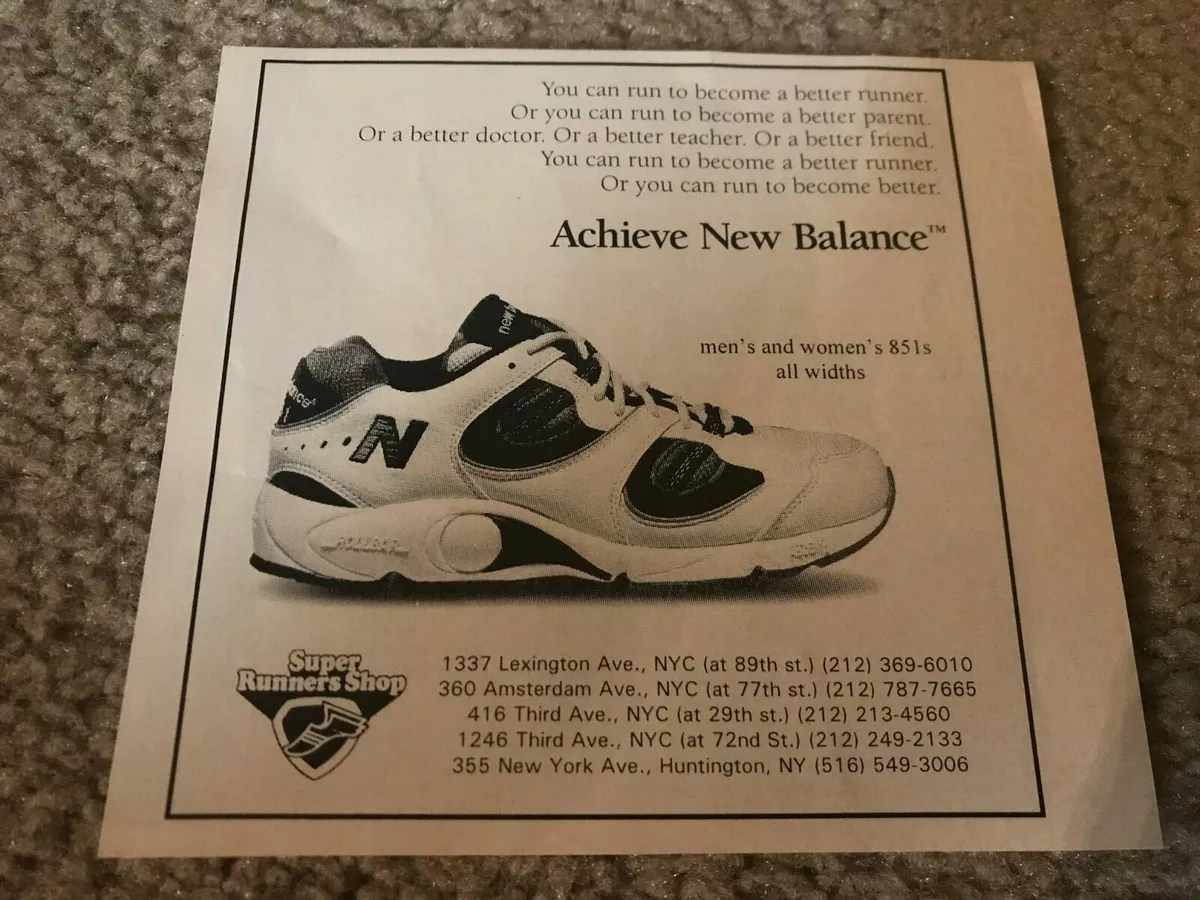 You can run to become a better runner.
Or you can run to become a better parent.
Or a better doctor. Or a better teacher. Or a better friend.
You can run to become a better runner.
Or you can run to become better.
Achieve New Balance™
men's and women's 851s
all widths
N
ROLLBAR
Super
Runners Shop
1337 Lexington Ave., NYC (at 89th st.) (212) 369-6010
360 Amsterdam Ave., NYC (at 77th st.) (212) 787-7665
416 Third Ave., NYC (at 29th st.) (212) 213-4560
1246 Third Ave., NYC (at 72nd St.) (212) 249-2133
355 New York Ave., Huntington, NY (516) 549-3006